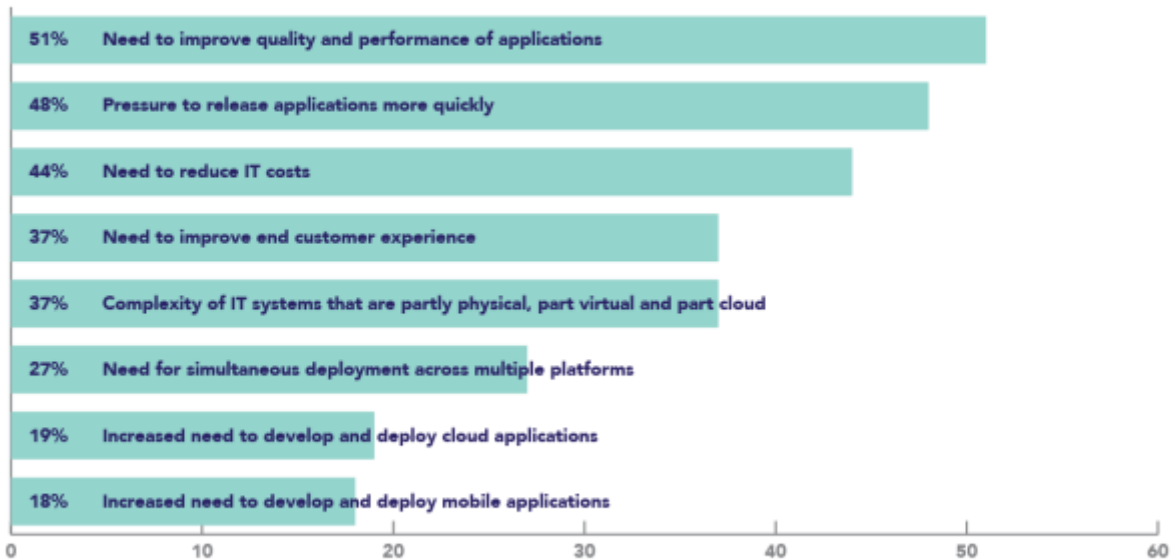 51% Need to improve quality and performance of applications
48% Pressure to release applications more quickly
44% Need to reduce IT costs
37% Need to improve end customer experience
37% Complexity of IT systems that are partly physical, part virtual and part cloud
27% Need for simultaneous deployment across multiple platforms
19% Increased need to develop and deploy cloud applications
18% Increased need to develop and deploy mobile applications
0 10 20 30 40 50 60